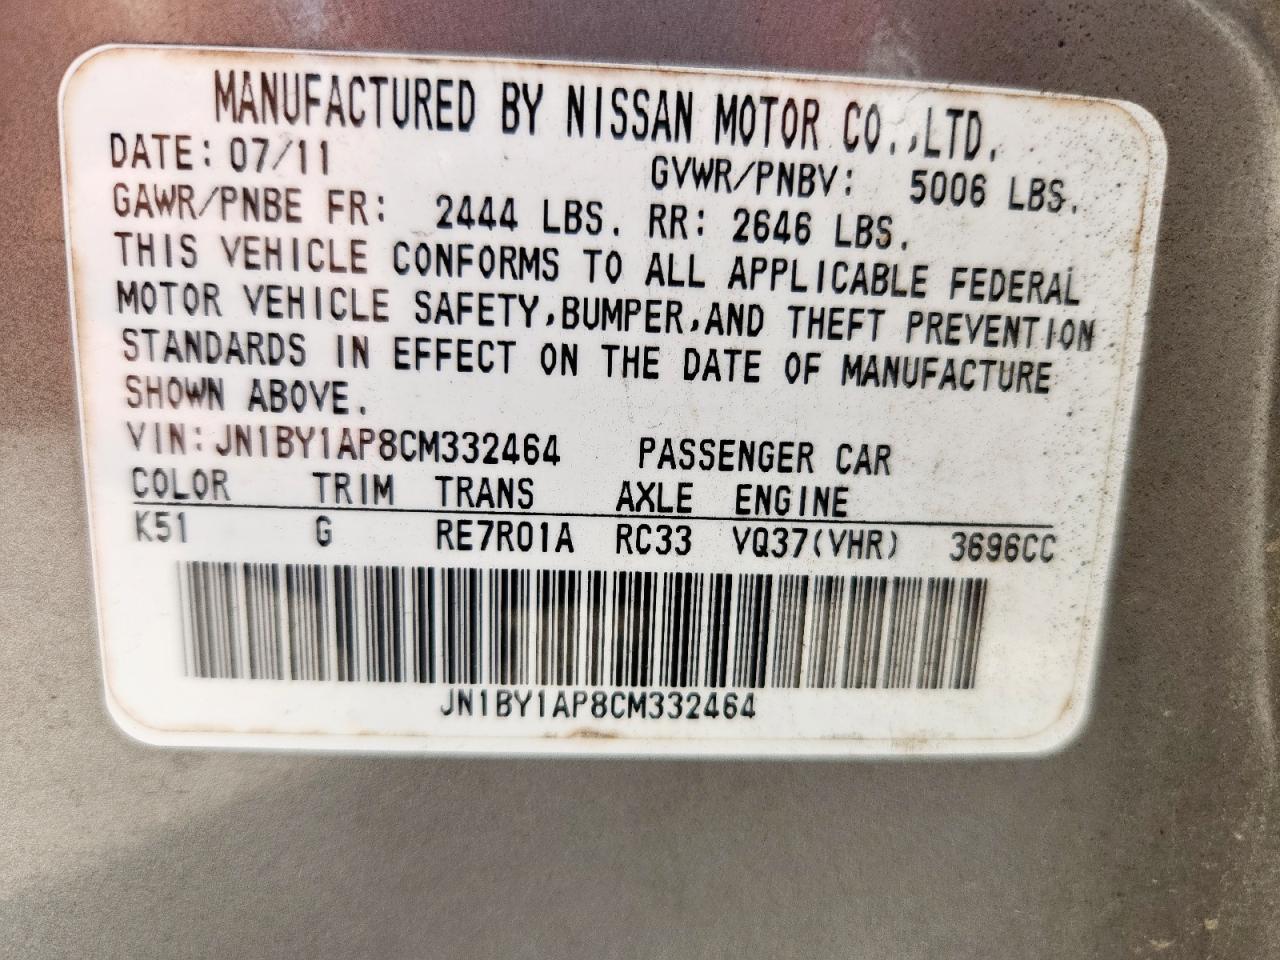 MANUFACTURED BY NISSAN MOTOR CO.,LTD.
DATE: 07/11 GVWR/PNBV: 5006 LBS.
GAWR/PNBE FR: 2444 LBS. RR: 2646 LBS.
THIS VEHICLE CONFORMS TO ALL APPLICABLE FEDERAL
MOTOR VEHICLE SAFETY,BUMPER,AND THEFT PREVENTION
STANDARDS IN EFFECT ON THE DATE OF MANUFACTURE
SHOWN ABOVE.
VIN: JN1BY1AP8CM332464 PASSENGER CAR
COLOR TRIM TRANS AXLE ENGINE
K51 G RE7R01A RC33 VQ37(VHR) 3696CC
JN1BY1AP8CM332464